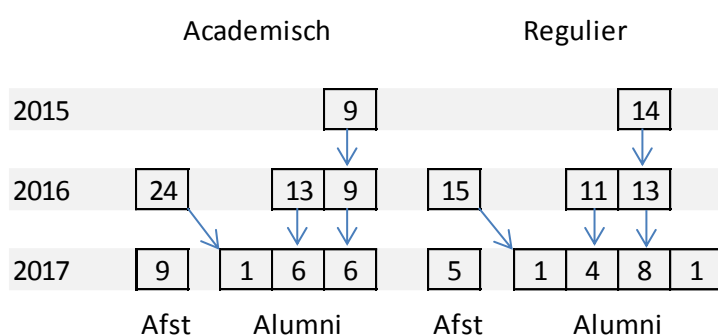 Academisch Regulier
2015 9 14
2016 24 13 9 15 11 13
2017 9 1 6 6 5 1 4 8 1
Afst Alumni Afst Alumni